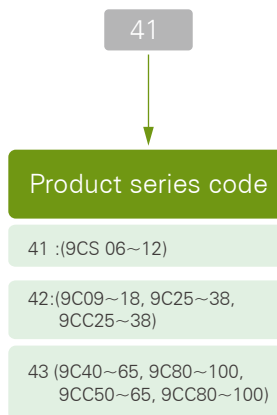 41
Product series code
41 :(9CS 06~12)
42:(9C09~18, 9C25~38,
9CC25~38)
43 (9C40~65, 9C80~100,
9CC50~65, 9CC80~100)